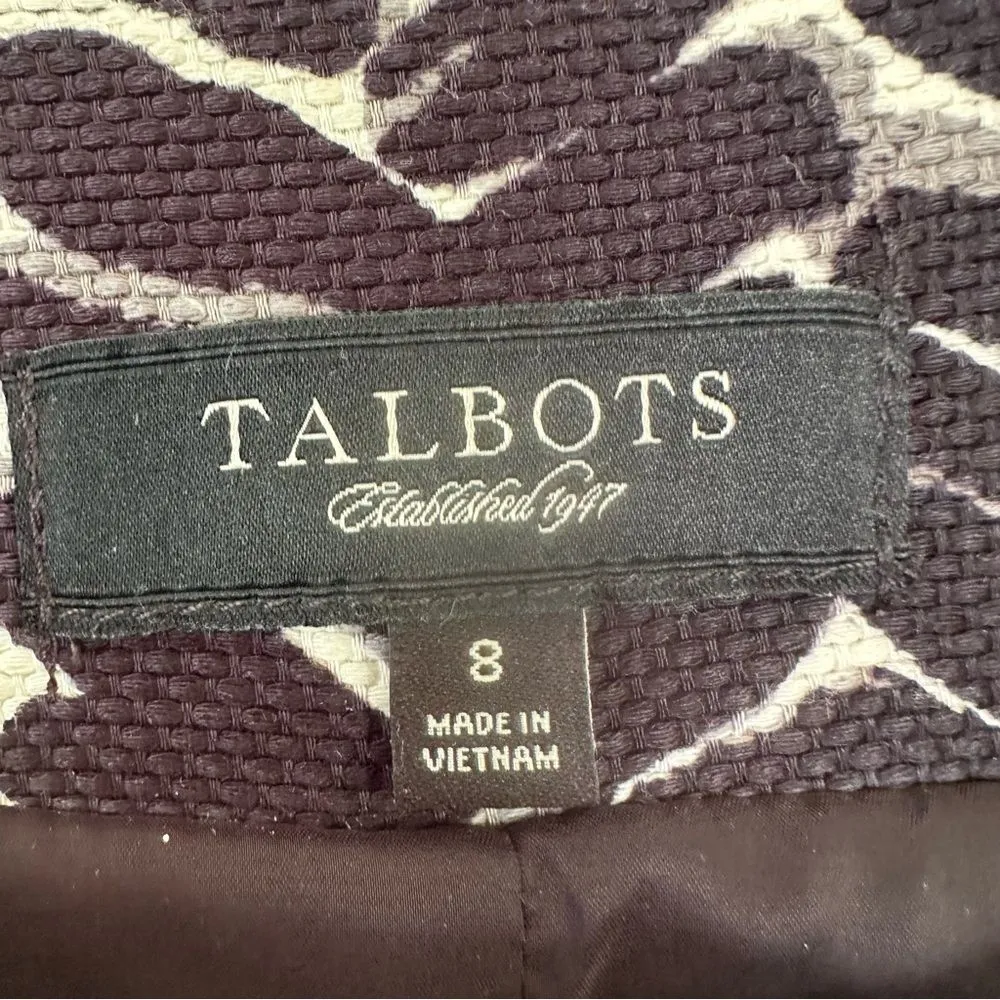 TALBOTS
Established 1947
8
MADE IN
VIETNAM